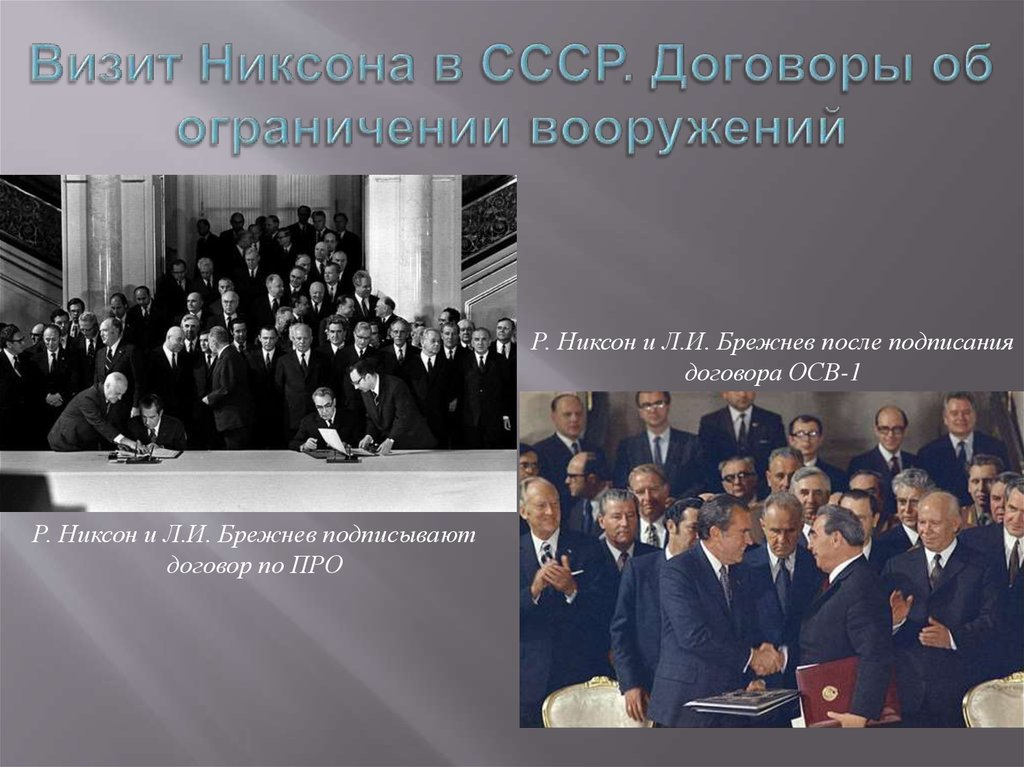 Визит Никсона в СССР. Договоры об
ограничении вооружений
Р. Никсон и Л.И. Брежнев после подписания
договора ОСВ-1
Р. Никсон и Л.И. Брежнев подписывают
договор по ПРО